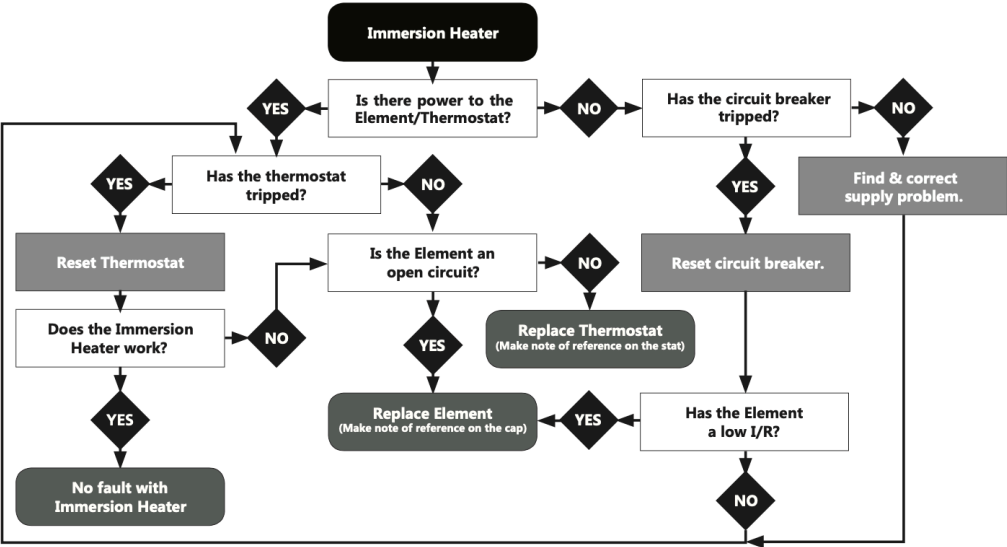 Immersion Heater
YES
Is there power to the
Element/Thermostat?
NO
Has the circuit breaker
tripped?
NO
YES
Has the thermostat
tripped?
NO
YES
Find & correct
supply problem.
Reset Thermostat
Is the Element an
open circuit?
NO
Reset circuit breaker.
Does the Immersion
Heater work?
NO
YES
Replace Thermostat
(Make note of reference on the stat)
YES
Replace Element
(Make note of reference on the cap)
YES
Has the Element
a low I/R?
No fault with
Immersion Heater
NO